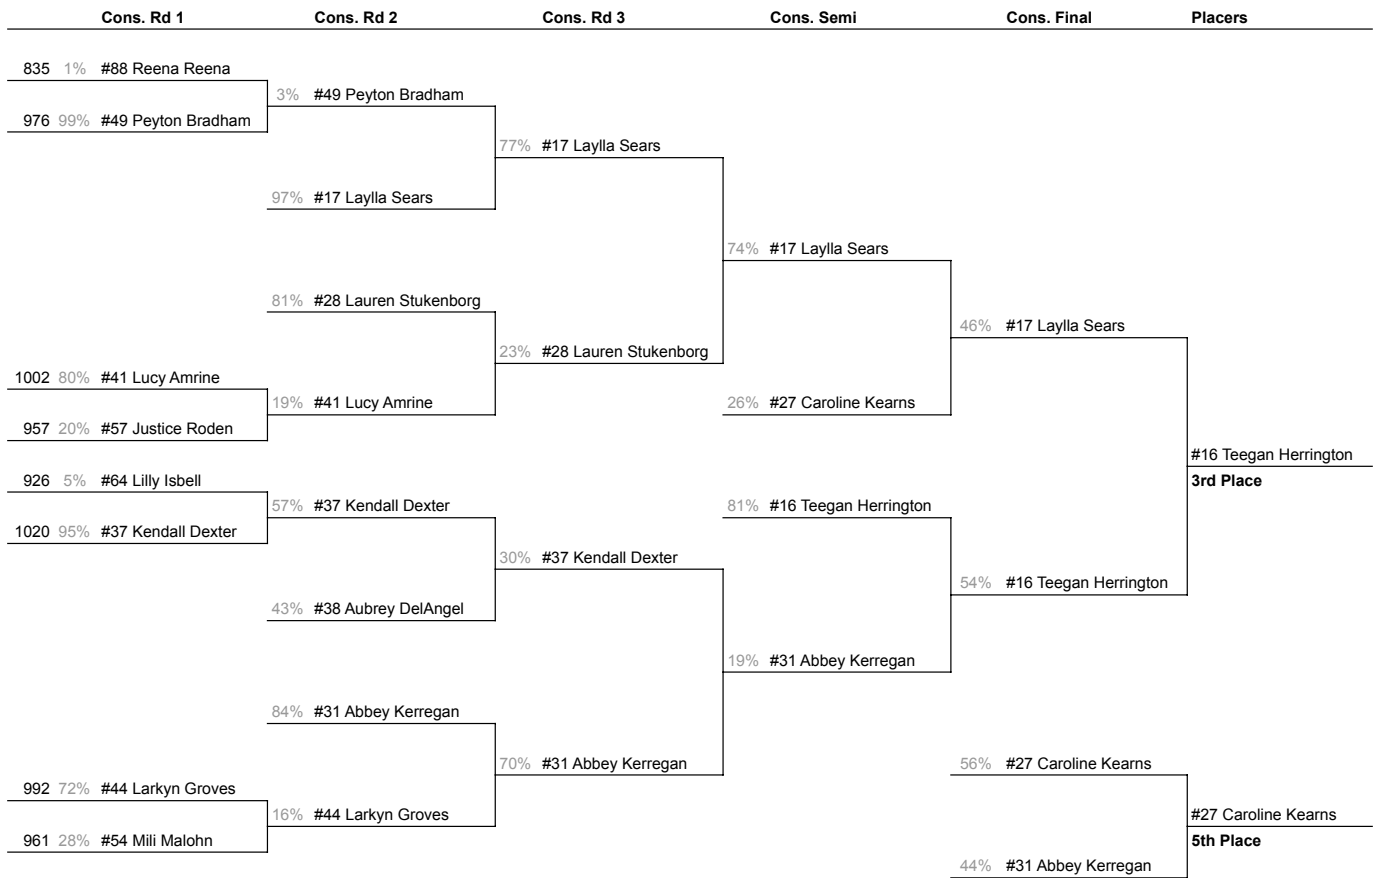 Cons. Rd 1 Cons. Rd 2 Cons. Rd 3 Cons. Semi Cons. Final Placers
835 1% #88 Reena Reena
3% #49 Peyton Bradham
976 99% #49 Peyton Bradham
77% #17 Laylla Sears
97% #17 Laylla Sears
74% #17 Laylla Sears
81% #28 Lauren Stukenborg
46% #17 Laylla Sears
23% #28 Lauren Stukenborg
1002 80% #41 Lucy Amrine
19% #41 Lucy Amrine
26% #27 Caroline Kearns
957 20% #57 Justice Roden
#16 Teegan Herrington
926 5% #64 Lilly Isbell
3rd Place
57% #37 Kendall Dexter
81% #16 Teegan Herrington
1020 95% #37 Kendall Dexter
30% #37 Kendall Dexter
54% #16 Teegan Herrington
43% #38 Aubrey DelAngel
19% #31 Abbey Kerregan
84% #31 Abbey Kerregan
70% #31 Abbey Kerregan
56% #27 Caroline Kearns
992 72% #44 Larkyn Groves
16% #44 Larkyn Groves
#27 Caroline Kearns
961 28% #54 Mili Malohn
5th Place
44% #31 Abbey Kerregan